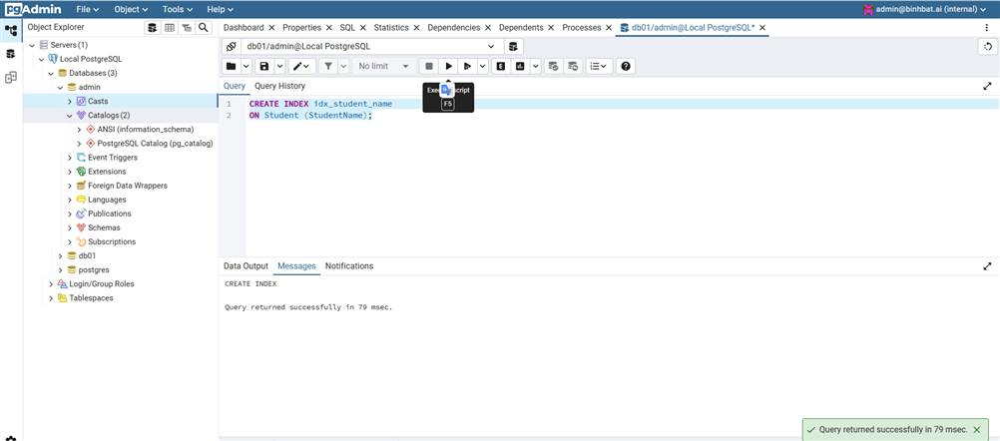 pgAdmin File Object Tools Help admin@binhbat.ai (internal)
Object Explorer
Dashboard Properties SQL Statistics Dependencies Dependents Processes db01/admin@Local PostgreSQL*
Servers (1)
Local PostgreSQL
Databases (3)
admin
Casts
Catalogs (2)
ANSI (information_schema)
PostgreSQL Catalog (pg_catalog)
Event Triggers
Extensions
Foreign Data Wrappers
Languages
Publications
Schemas
Subscriptions
db01
postgres
Login/Group Roles
Tablespaces
db01/admin@Local PostgreSQL
No limit
E
Query Query History
F5
1 CREATE INDEX idx_student_name
2 ON Student (StudentName);
Data Output Messages Notifications
CREATE INDEX
Query returned successfully in 79 msec.
Query returned successfully in 79 msec.